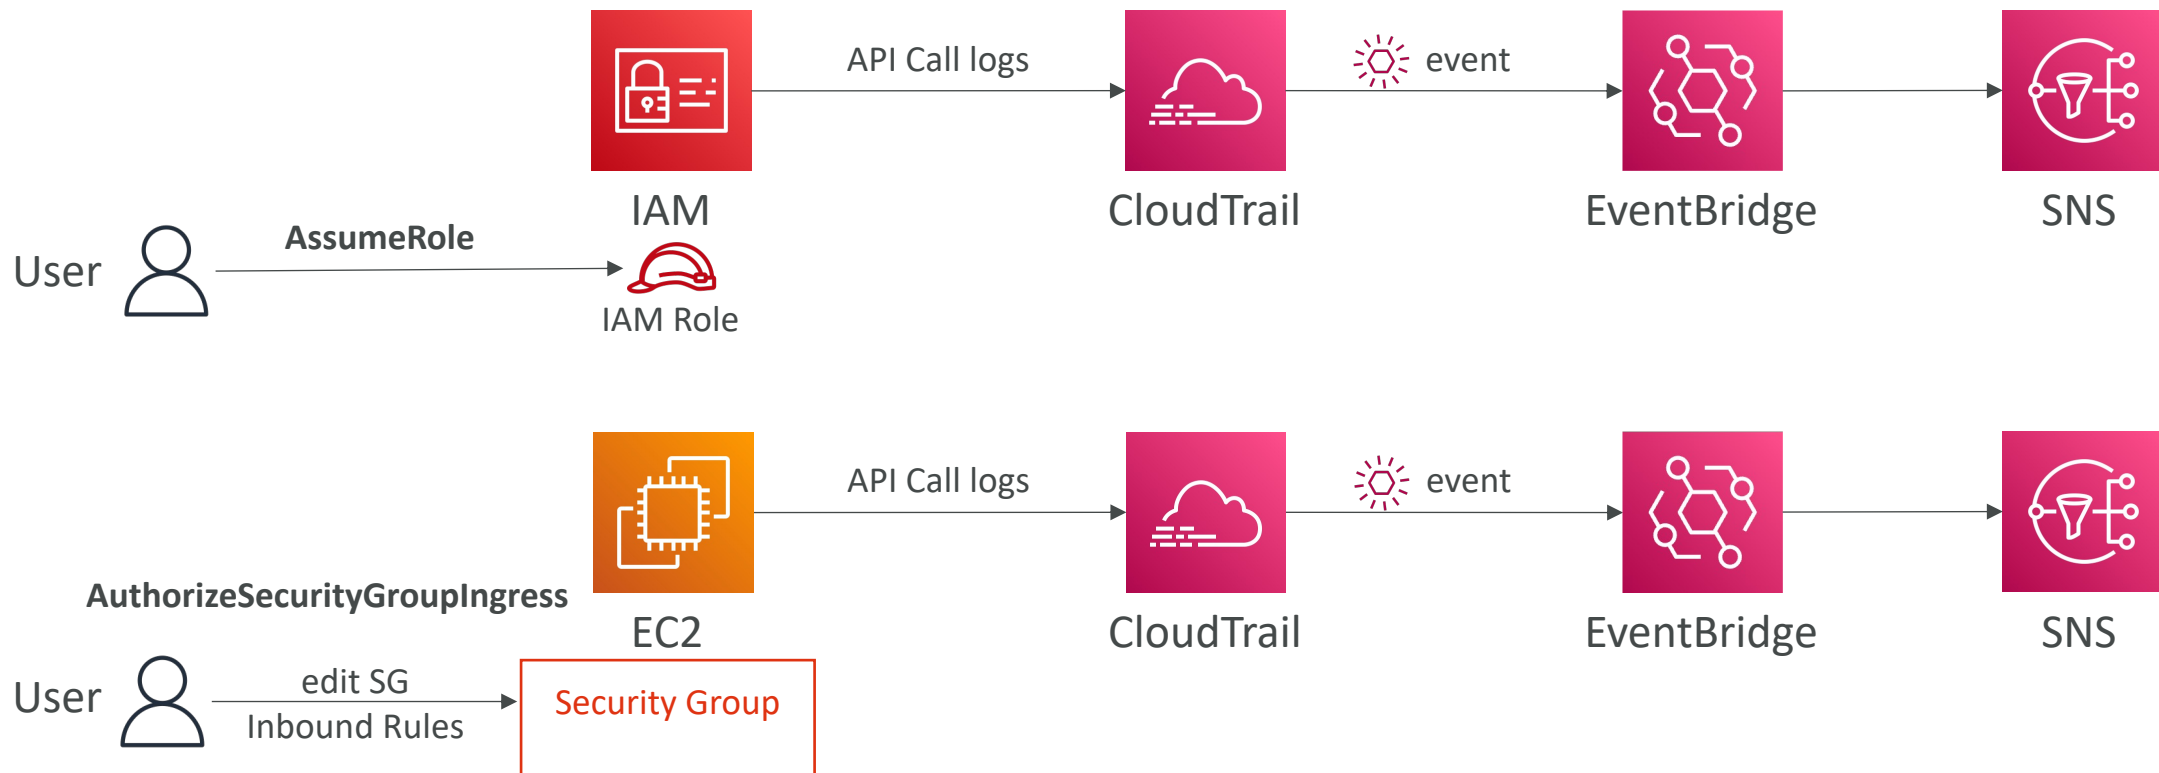 API Call logs
event
IAM
CloudTrail
EventBridge
SNS
User
AssumeRole
IAM Role
API Call logs
event
AuthorizeSecurityGroupIngress
EC2
CloudTrail
EventBridge
SNS
User
edit SG
Inbound Rules
Security Group